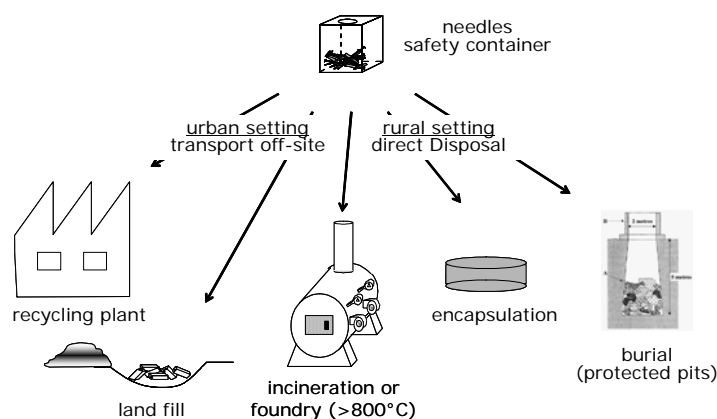 needles
safety container
urban setting
transport off-site
rural setting
direct Disposal
recycling plant
land fill
incineration or
foundry (>800°C)
encapsulation
burial
(protected pits)